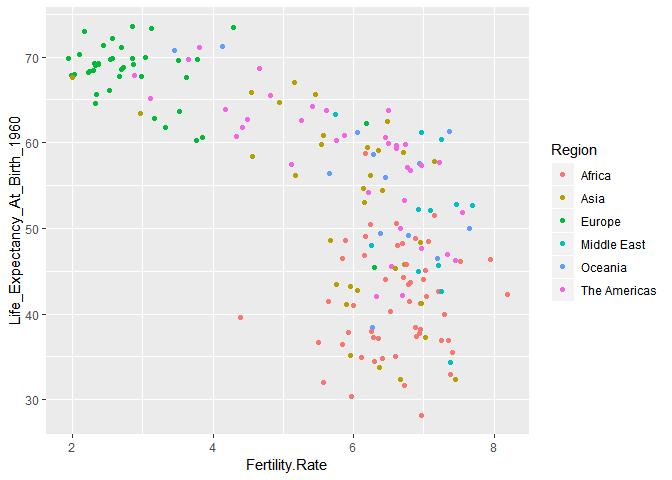 Life_Expectancy_At_Birth_1960
70
60
50
40
30
2
4
6
8
Fertility.Rate
Region
Africa
Asia
Europe
Middle East
Oceania
The Americas